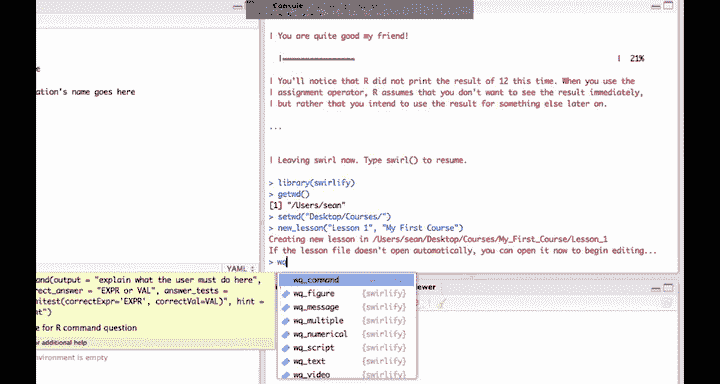 Console
| You are quite good my friend!
|================ | 21%
| You'll notice that R did not print the result of 12 this time. When you use the
| assignment operator, R assumes that you don't want to see the result immediately,
| but rather that you intend to use the result for something else later on.
...
| Leaving swirl now. Type swirl() to resume.
> library(swirlify)
> getwd()
[1] "/Users/sean"
> setwd("Desktop/Courses/")
> new_lesson("Lesson 1", "My First Course")
Creating new lesson in /Users/sean/Desktop/Courses/My_First_Course/Lesson_1
If the lesson file doesn't open automatically, you can open it now to begin editing...
> wq
ation's name goes here
YAML
and(output = "explain what the user must do here",
rect_answer = "EXPR or VAL", answer_tests =
nitest(correctExpr='EXPR', correctVal=VAL)", hint =
nt")
e for R command question
or additional help
nvironment is empty
wq_command
wq_figure {swirlify}
wq_message {swirlify}
wq_multiple {swirlify}
wq_numerical {swirlify}
wq_script {swirlify}
wq_text {swirlify}
wq_video {swirlify}
ewer